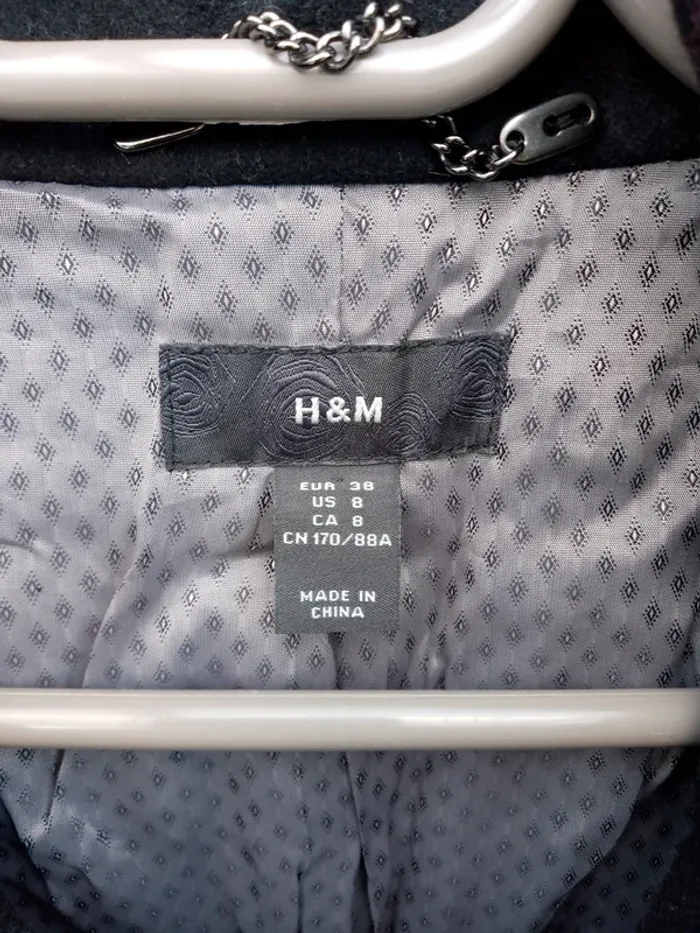 H&M
EUR 38
US 8
CA 8
CN 170/88A
MADE IN
CHINA